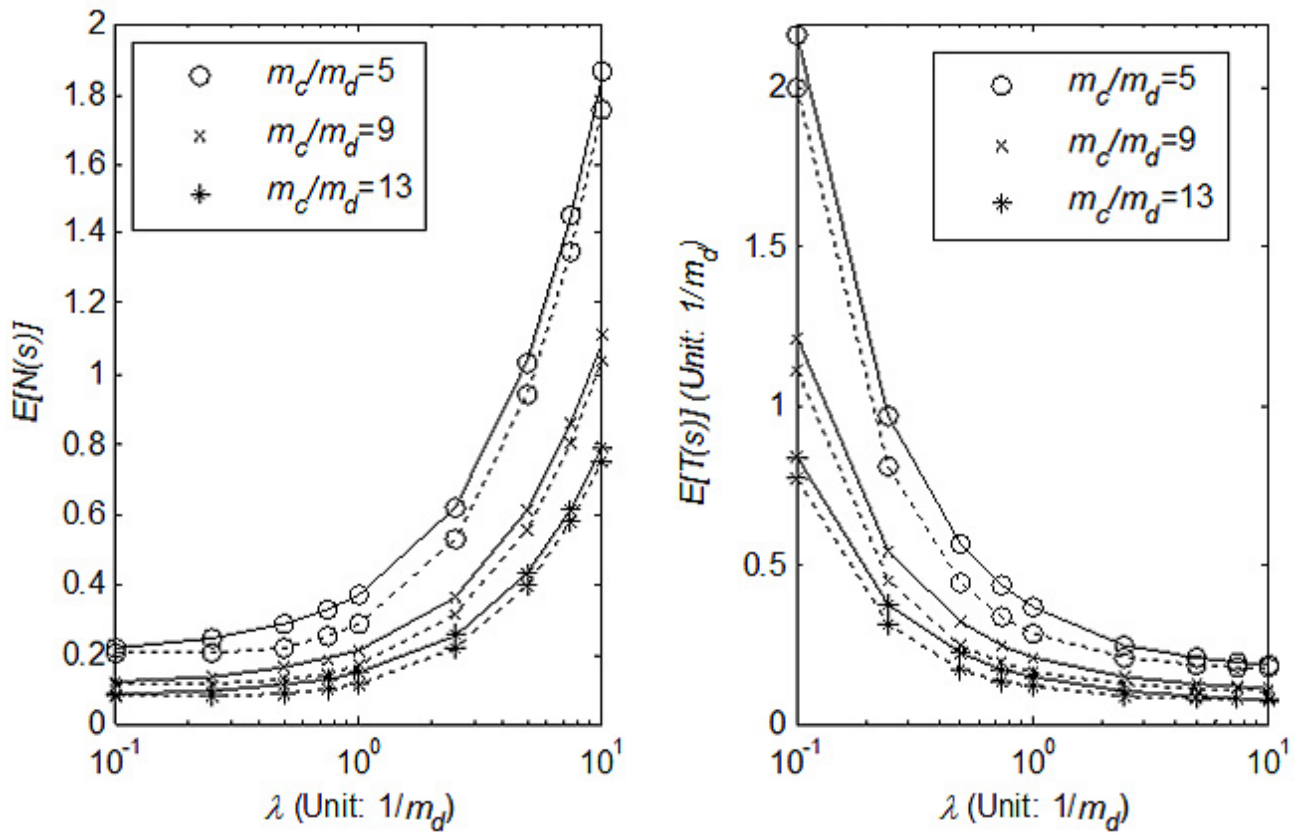 2
1.8
1.6
1.4
1.2
1
0.8
0.6
0.4
0.2
0
E[N(s)]
m_c/m_d=5
m_c/m_d=9
m_c/m_d=13
10^-1
10^0
10^1
λ (Unit: 1/m_d)
2
1.5
1
0.5
0
E[T(s)] (Unit: 1/m_d)
m_c/m_d=5
m_c/m_d=9
m_c/m_d=13
10^-1
10^0
10^1
λ (Unit: 1/m_d)